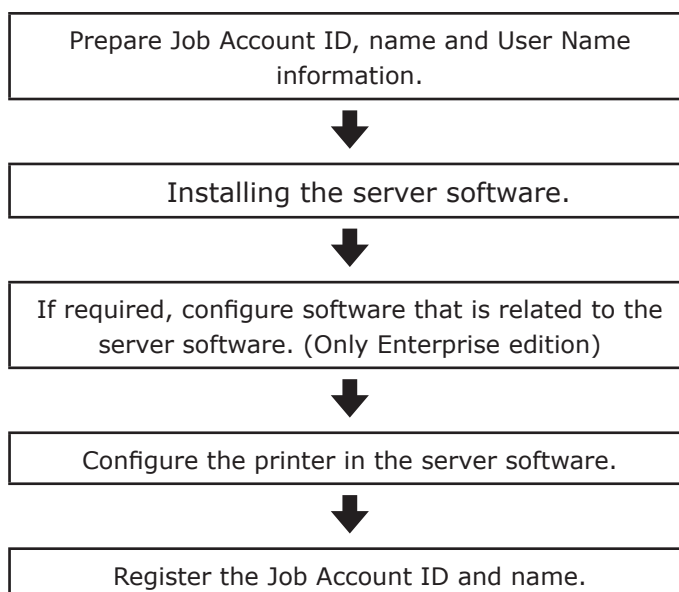 Prepare Job Account ID, name and User Name
information.
Installing the server software.
If required, configure software that is related to the
server software. (Only Enterprise edition)
Configure the printer in the server software.
Register the Job Account ID and name.